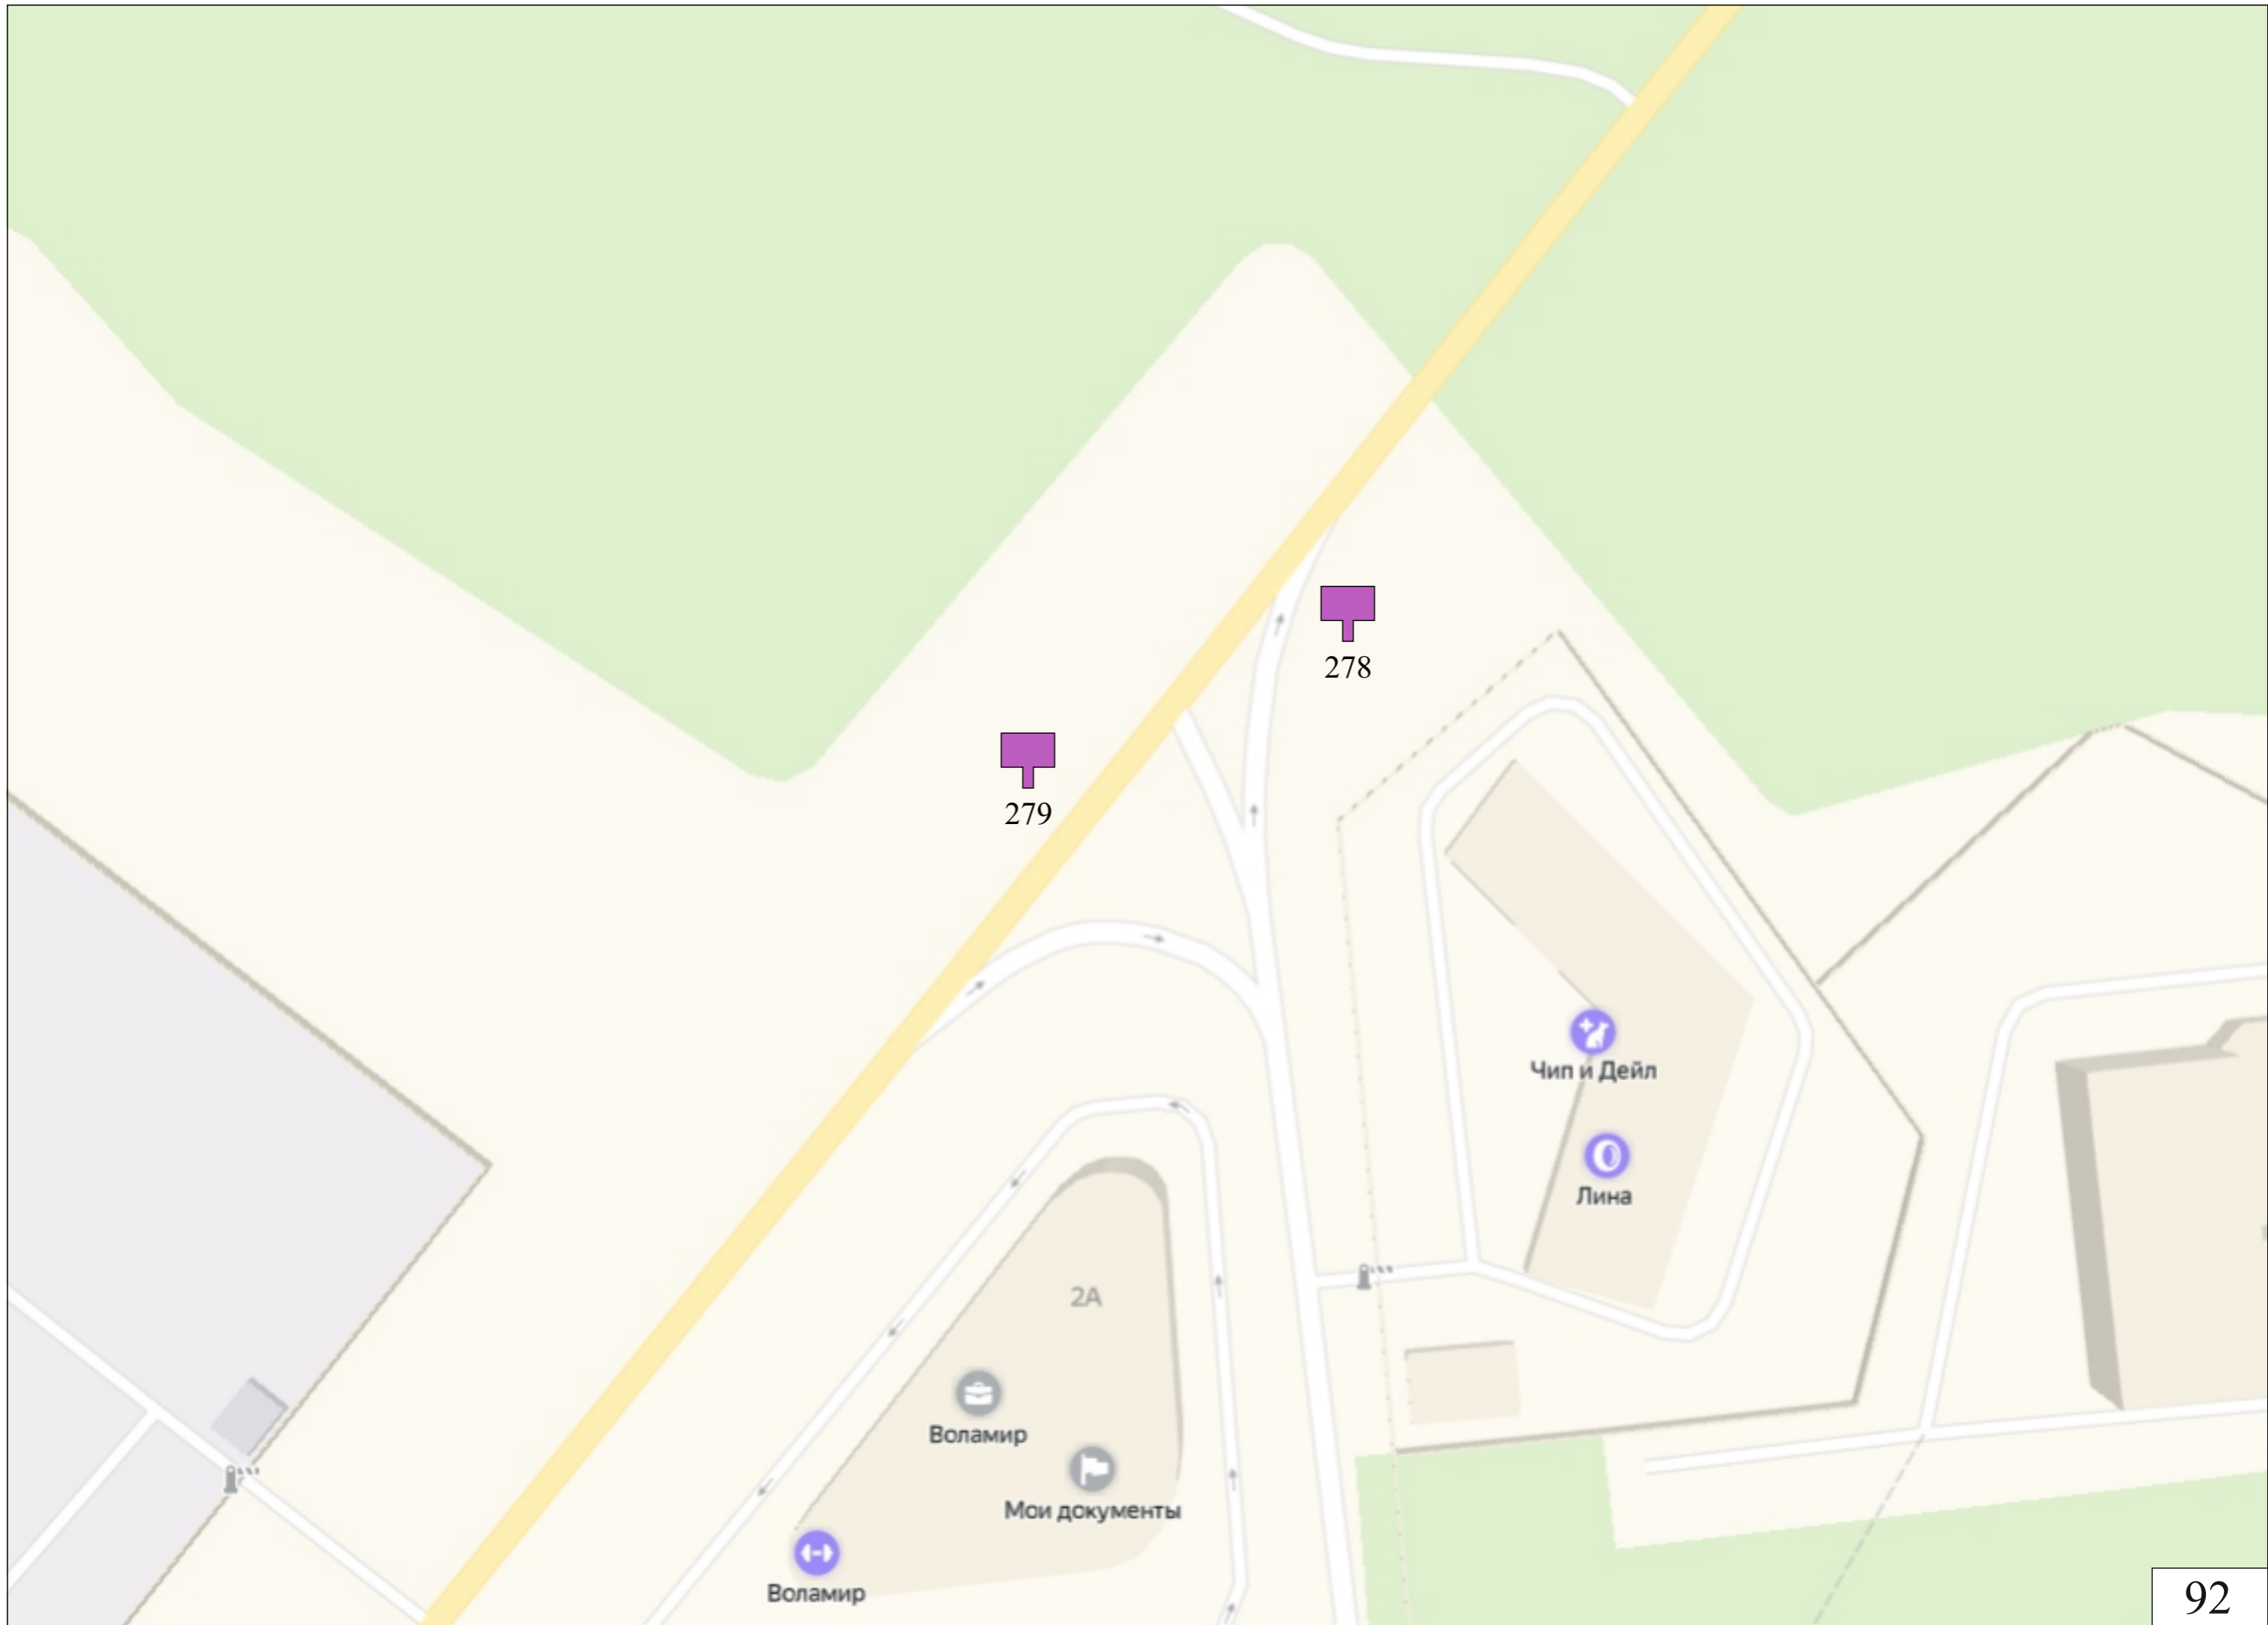 278
279
Чип и Дейл
Лина
2А
Воламир
Мои документы
Воламир
92